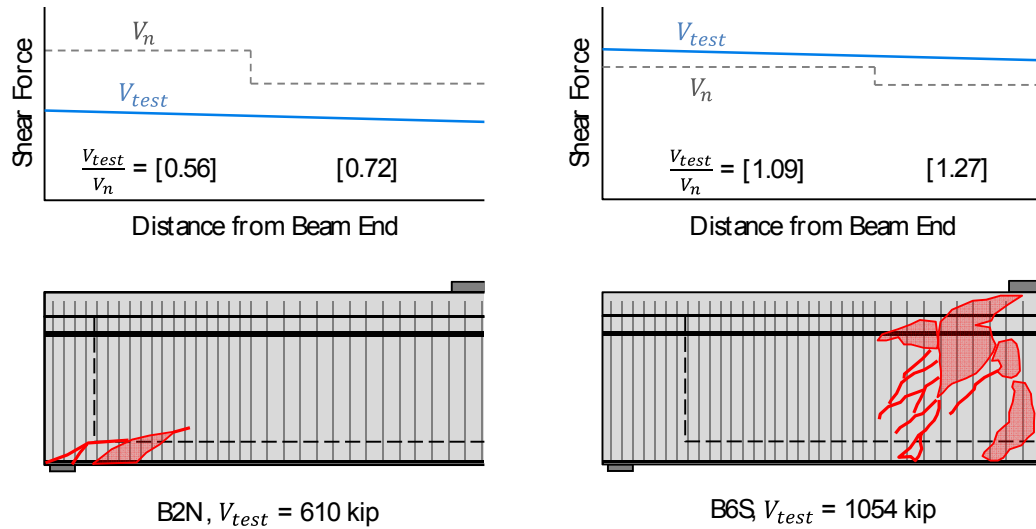 Shear Force
V_n
V_test
V_test/V_n = [0.56] [0.72]
Distance from Beam End
B2N, V_test = 610 kip
Shear Force
V_test
V_n
V_test/V_n = [1.09] [1.27]
Distance from Beam End
B6S, V_test = 1054 kip